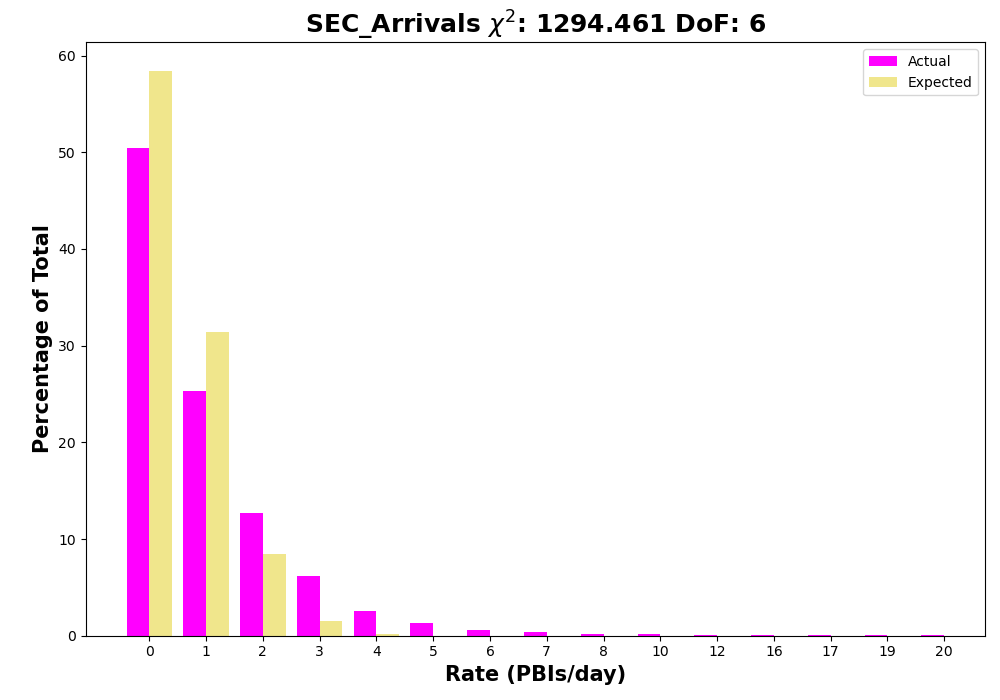 SEC_Arrivals χ²: 1294.461 DoF: 6
Actual
Expected
Percentage of Total
60
50
40
30
20
10
0
0 1 2 3 4 5 6 7 8 10 12 16 17 19 20
Rate (PBIs/day)